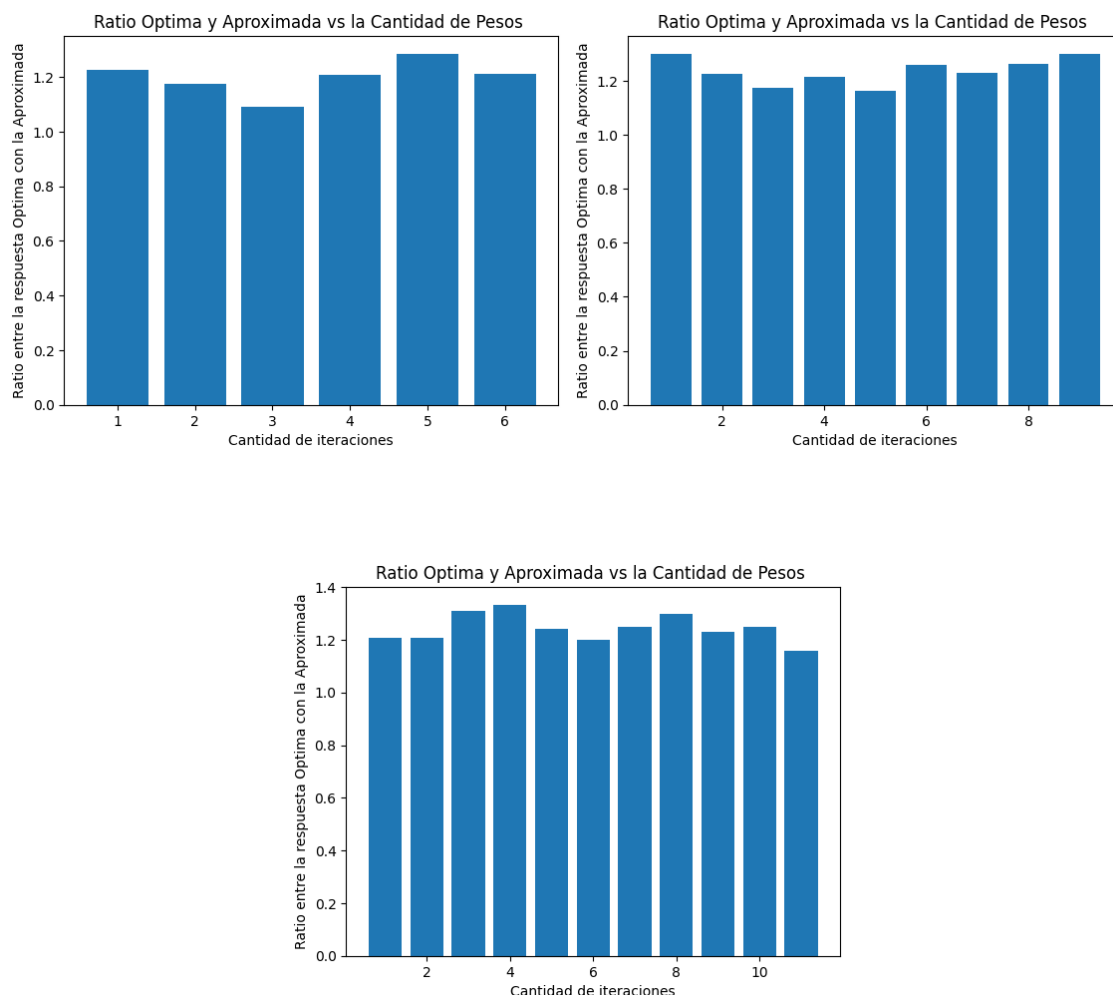 Ratio Optima y Aproximada vs la Cantidad de Pesos
Ratio entre la respuesta Optima con la Aproximada
1.2
1.0
0.8
0.6
0.4
0.2
0.0
1 2 3 4 5 6
Cantidad de iteraciones
Ratio Optima y Aproximada vs la Cantidad de Pesos
Ratio entre la respuesta Optima con la Aproximada
1.2
1.0
0.8
0.6
0.4
0.2
0.0
2 4 6 8
Cantidad de iteraciones
Ratio Optima y Aproximada vs la Cantidad de Pesos
Ratio entre la respuesta Optima con la Aproximada
1.4
1.2
1.0
0.8
0.6
0.4
0.2
0.0
2 4 6 8 10
Cantidad de iteraciones